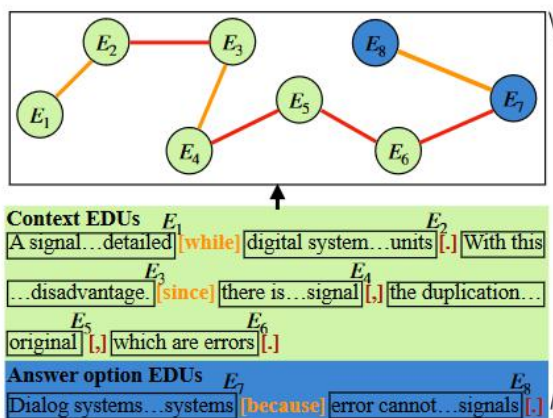 E2 E3 E8
E1 E5 E7
E4 E6
Context EDUs E1 E2
A signal...detailed [while] digital system...units [.] With this
E3 E4
...disadvantage. [since] there is...signal [,] the duplication...
E5 E6
original [,] which are errors [.]
Answer option EDUs E7 E8
Dialog systems...systems [because] error cannot...signals [.]